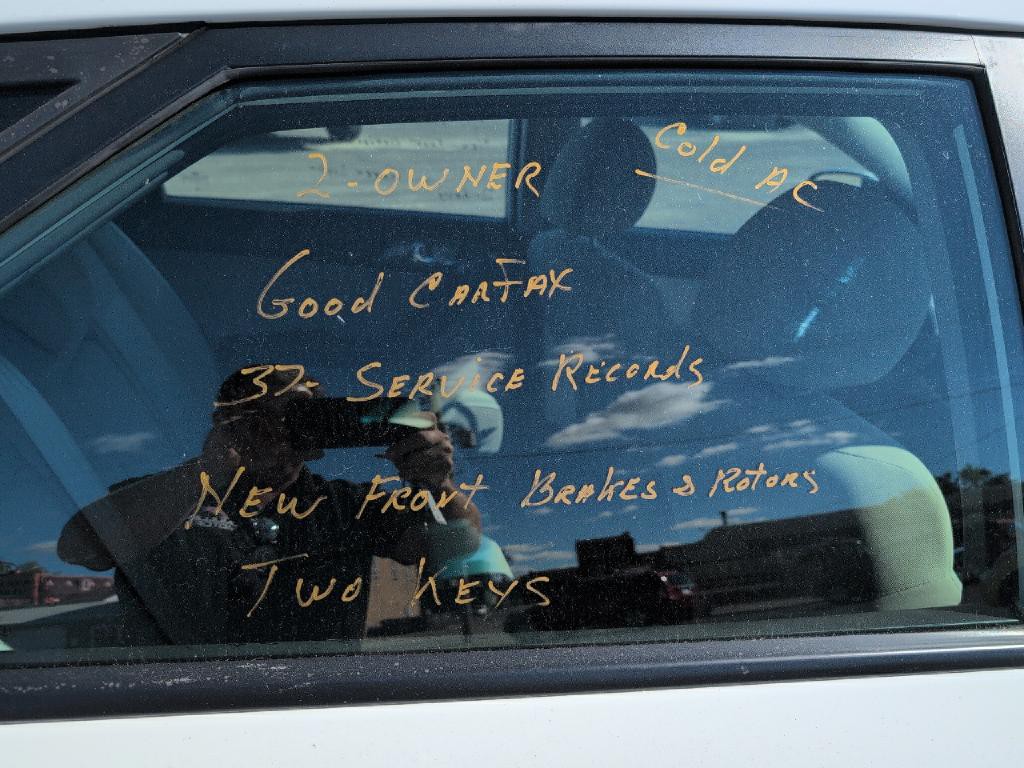 2-OWNER
Cold AC
Good CARFAX
37- SERVICE RECORDS
NEW FRONT BRAKES & ROTORS
TWO KEYS